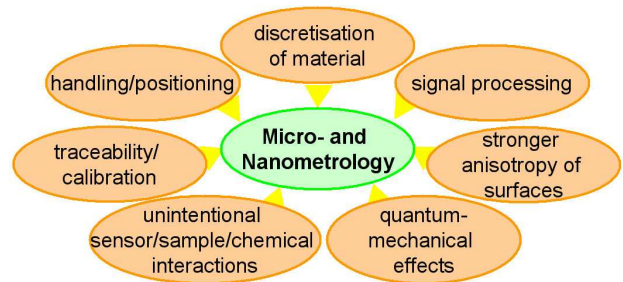 discretisation
of material
handling/positioning
signal processing
Micro- and
Nanometrology
traceability/
calibration
stronger
anisotropy of
surfaces
unintentional
sensor/sample/chemical
interactions
quantum-
mechanical
effects